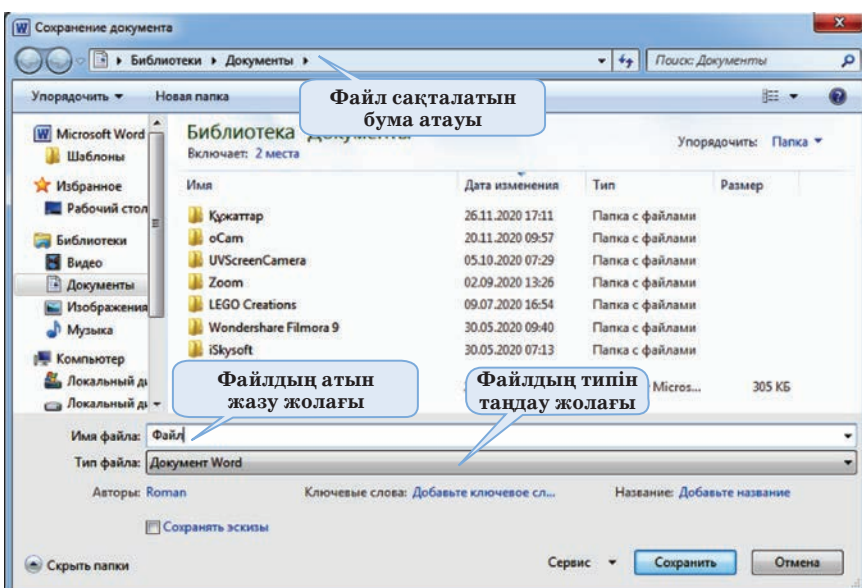 Сохранение документа
Библиотеки Документы
Поиск: Документы
Упорядочить Новая папка
Файл сақталатын
бума атауы
Microsoft Word
Шаблоны
Избранное
Рабочий стол
Библиотеки
Видео
Документы
Изображения
Музыка
Компьютер
Локальный
Локальный
Библиотека
Включает: 2 места
Упорядочить: Папка
Имя Дата изменения Тип Размер
Құжаттар 26.11.2020 17:11 Папка с файлами
oCam 20.11.2020 09:57 Папка с файлами
UVScreenCamera 05.10.2020 07:29 Папка с файлами
Zoom 02.09.2020 13:26 Папка с файлами
LEGO Creations 09.07.2020 16:54 Папка с файлами
Wondershare Filmora 9 30.05.2020 09:40 Папка с файлами
iSkysoft 30.05.2020 07:13 Папка с файлами
Micros... 305 КБ
Файлдың атын
жазу жолағы
Файлдың типін
таңдау жолағы
Имя файла: Файл
Тип файла: Документ Word
Авторы: Roman Ключевые слова: Добавьте ключевое сл... Название: Добавьте название
Сохранять эскизы
Скрыть папки Сервис Сохранить Отмена